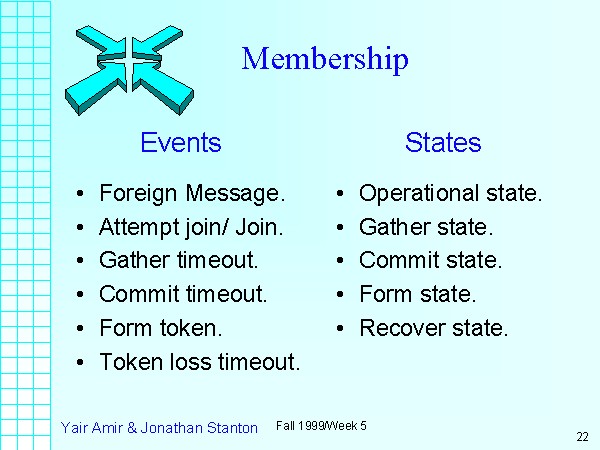 Membership
Events
• Foreign Message.
• Attempt join/ Join.
• Gather timeout.
• Commit timeout.
• Form token.
• Token loss timeout.
States
• Operational state.
• Gather state.
• Commit state.
• Form state.
• Recover state.
Yair Amir & Jonathan Stanton
Fall 1999/Week 5
22